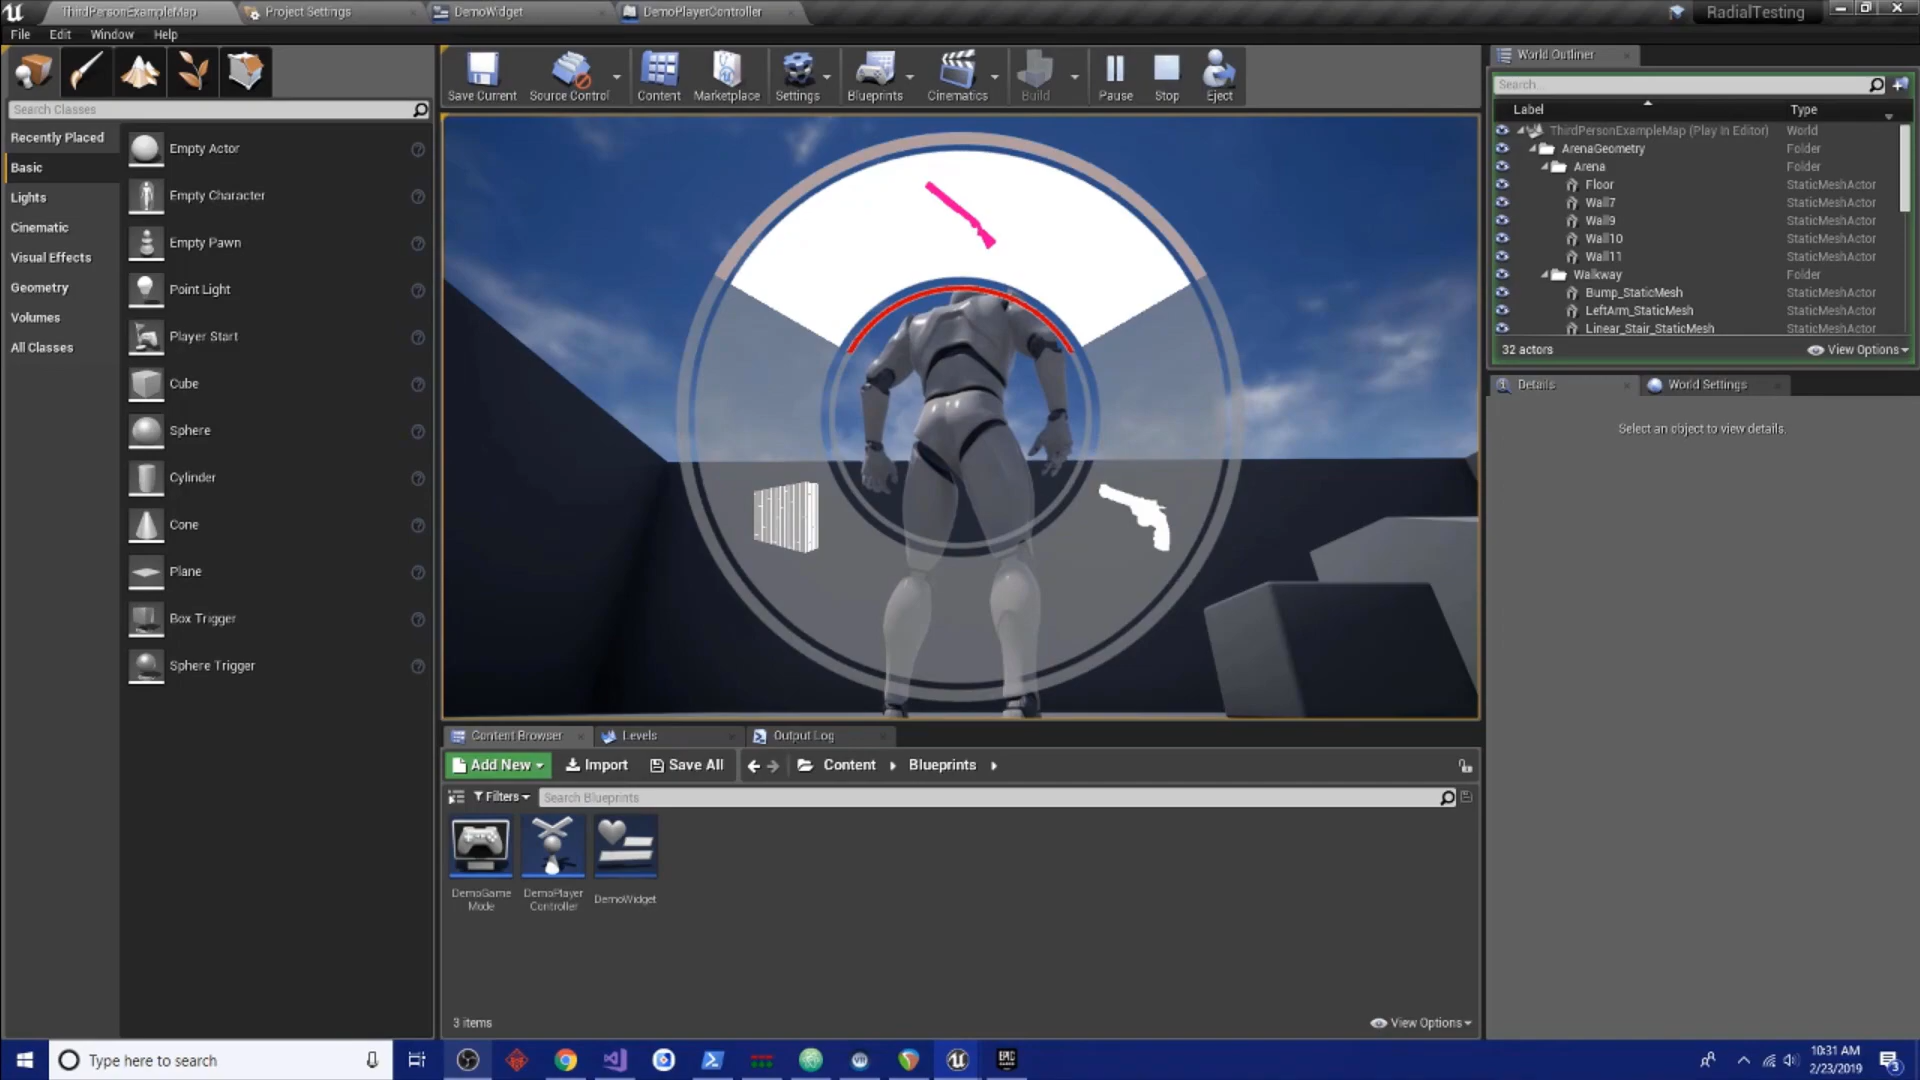 ThirdPersonExampleMap
Project Settings
DemoWidget
DemoPlayerController
RadialTesting
File
Edit
Window
Help
Search Classes
Recently Placed
Basic
Lights
Cinematic
Visual Effects
Geometry
Volumes
All Classes
Empty Actor
Empty Character
Empty Pawn
Point Light
Player Start
Cube
Sphere
Cylinder
Cone
Plane
Box Trigger
Sphere Trigger
Save Current
Source Control
Content
Marketplace
Settings
Blueprints
Cinematics
Build
Pause
Stop
Eject
World Outliner
Search...
Label
Type
ThirdPersonExampleMap (Play In Editor) World
ArenaGeometry Folder
Arena Folder
Floor StaticMeshActor
Wall7 StaticMeshActor
Wall9 StaticMeshActor
Wall10 StaticMeshActor
Wall11 StaticMeshActor
Walkway Folder
Bump_StaticMesh StaticMeshActor
LeftArm_StaticMesh StaticMeshActor
Linear_Stair_StaticMesh StaticMeshActor
32 actors
View Options
Details
World Settings
Select an object to view details.
Content Browser
Levels
Output Log
Add New
Import
Save All
Content
Blueprints
Filters
Search Blueprints
DemoGame
Mode
DemoPlayer
Controller
DemoWidget
3 items
View Options
Type here to search
EPIC
GAMES
10:31 AM
2/23/2019
3